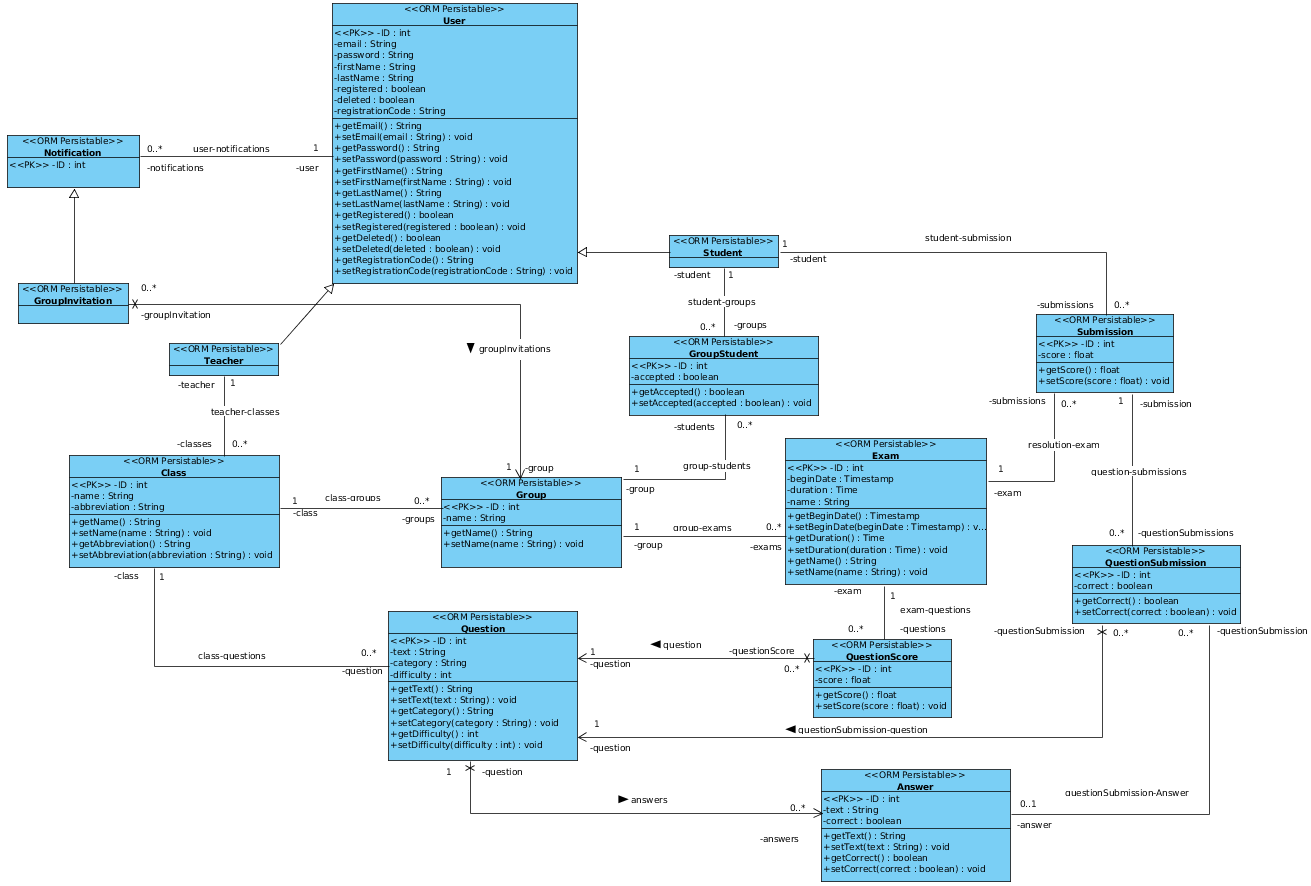 <<ORM Persistable>>
User
<<PK>> -ID : int
-email : String
-password : String
-firstName : String
-lastName : String
-registered : boolean
-deleted : boolean
-registrationCode : String
+getEmail() : String
+setEmail(email : String) : void
+getPassword() : String
+setPassword(password : String) : void
+getFirstName() : String
+setFirstName(firstName : String) : void
+getLastName() : String
+setLastName(lastName : String) : void
+getRegistered() : boolean
+setRegistered(registered : boolean) : void
+getDeleted() : boolean
+setDeleted(deleted : boolean) : void
+getRegistrationCode() : String
+setRegistrationCode(registrationCode : String) : void
<<ORM Persistable>>
Notification
<<PK>> -ID : int
0..* user-notifications 1
-notifications -user
<<ORM Persistable>>
GroupInvitation
0..*
-groupInvitation
groupInvitations
1 -group
<<ORM Persistable>>
Student
1 student-submission
-student
-submissions 0..*
-student 1
student-groups
0..* -groups
<<ORM Persistable>>
Teacher
-teacher 1
teacher-classes
-classes 0..*
<<ORM Persistable>>
GroupStudent
<<PK>> -ID : int
-accepted : boolean
+getAccepted() : boolean
+setAccepted(accepted : boolean) : void
-students 0..*
group-students
1
-group
<<ORM Persistable>>
Submission
<<PK>> -ID : int
-score : float
+getScore() : float
+setScore(score : float) : void
-submissions 0..*
resolution-exam
1
-exam
1 -submission
question-submissions
0..* -questionSubmissions
<<ORM Persistable>>
Class
<<PK>> -ID : int
-name : String
-abbreviation : String
+getName() : String
+setName(name : String) : void
+getAbbreviation() : String
+setAbbreviation(abbreviation : String) : void
1 class-groups 0..*
-class -groups
<<ORM Persistable>>
Group
<<PK>> -ID : int
-name : String
+getName() : String
+setName(name : String) : void
1 group-exams 0..*
-group -exams
<<ORM Persistable>>
Exam
<<PK>> -ID : int
-beginDate : Timestamp
-duration : Time
-name : String
+getBeginDate() : Timestamp
+setBeginDate(beginDate : Timestamp) : v...
+getDuration() : Time
+setDuration(duration : Time) : void
+getName() : String
+setName(name : String) : void
-exam 1
exam-questions
0..* -questions
<<ORM Persistable>>
QuestionSubmission
<<PK>> -ID : int
-correct : boolean
+getCorrect() : boolean
+setCorrect(correct : boolean) : void
-questionSubmission 0..* 0..* -questionSubmission
-class 1
class-questions 0..*
-question
<<ORM Persistable>>
Question
<<PK>> -ID : int
-text : String
-category : String
-difficulty : int
+getText() : String
+setText(text : String) : void
+getCategory() : String
+setCategory(category : String) : void
+getDifficulty() : int
+setDifficulty(difficulty : int) : void
1 question -questionScore
-question 0..*
<<ORM Persistable>>
QuestionScore
<<PK>> -ID : int
-score : float
+getScore() : float
+setScore(score : float) : void
1 questionSubmission-question
-question
1 -question
answers 0..*
-answers
<<ORM Persistable>>
Answer
<<PK>> -ID : int
-text : String
-correct : boolean
+getText() : String
+setText(text : String) : void
+getCorrect() : boolean
+setCorrect(correct : boolean) : void
questionSubmission-Answer
0..1
-answer